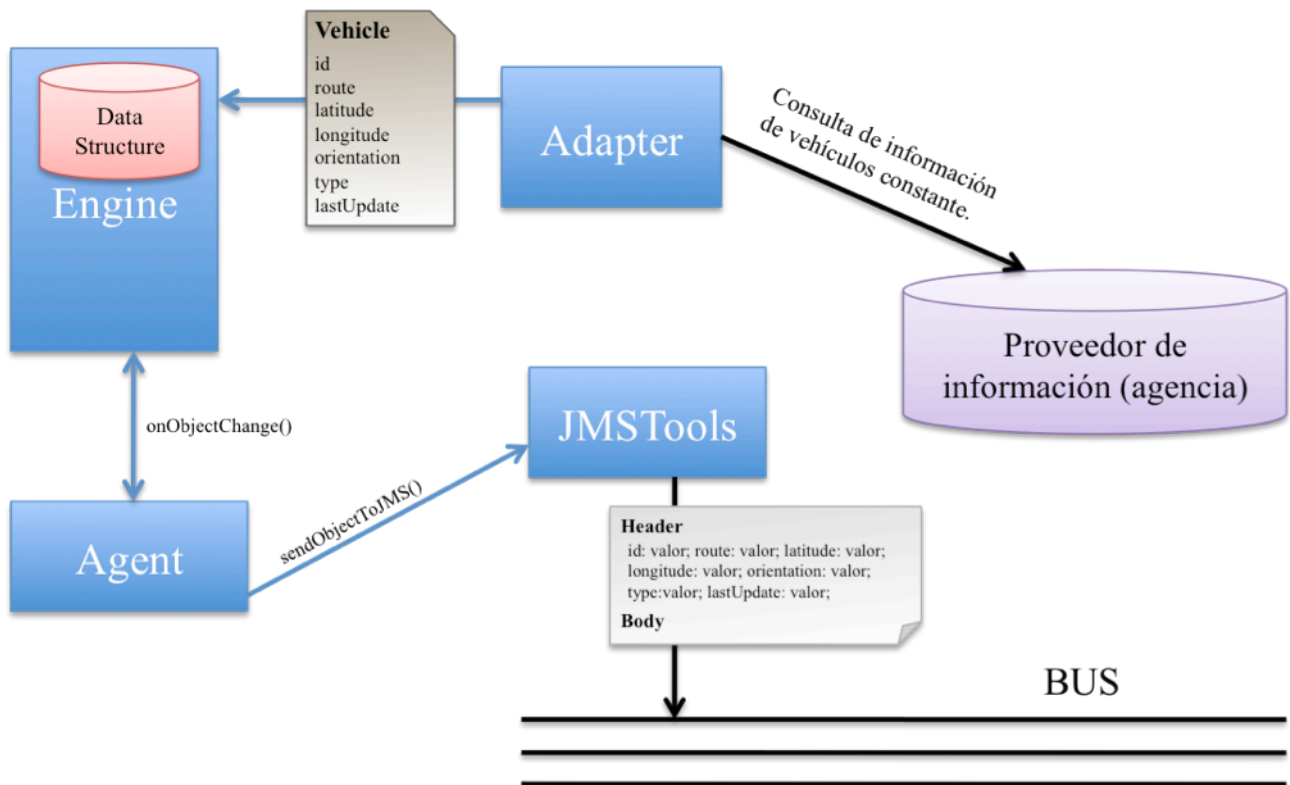 Vehicle
id
route
latitude
longitude
orientation
type
lastUpdate
Data
Structure
Engine
Adapter
Consulta de información
de vehículos constante.
Proveedor de
información (agencia)
onObjectChange()
JMSTools
sendObjectToJMS()
Agent
Header
id: valor; route: valor; latitude: valor;
longitude: valor; orientation: valor;
type:valor; lastUpdate: valor;
Body
BUS